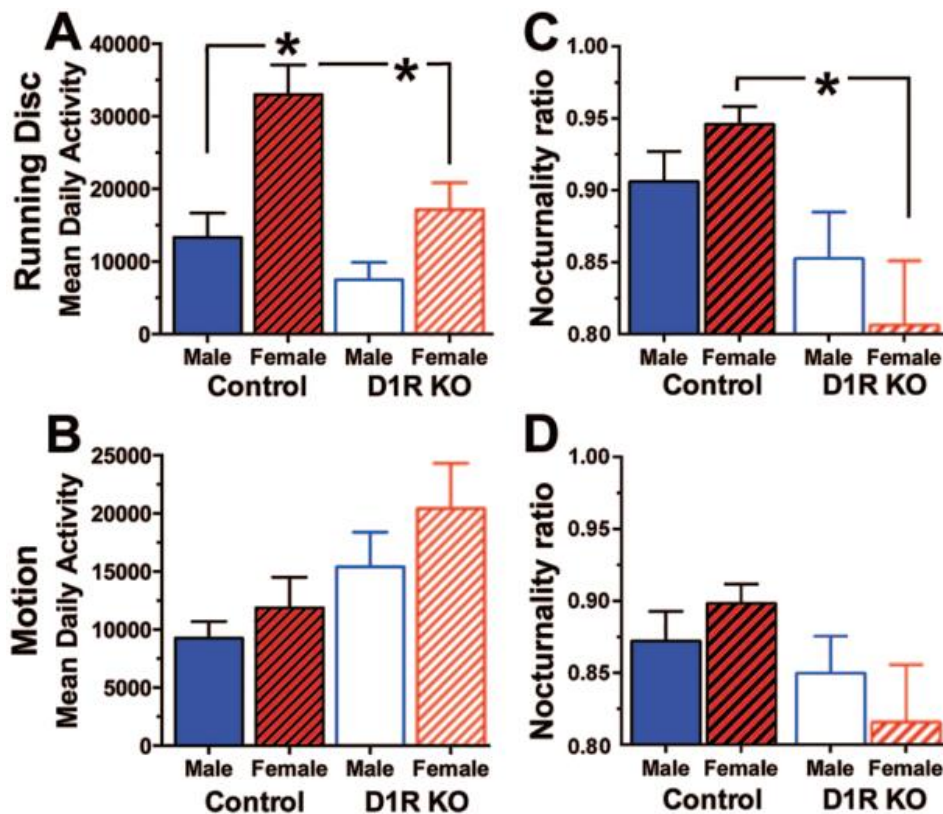 A
Running Disc
Mean Daily Activity
40000
30000
20000
10000
0
*
*
Male Female Male Female
Control D1R KO
C
Nocturnality ratio
1.00
0.95
0.90
0.85
0.80
*
Male Female Male Female
Control D1R KO
B
Motion
Mean Daily Activity
25000
20000
15000
10000
5000
0
Male Female Male Female
Control D1R KO
D
Nocturnality ratio
1.00
0.95
0.90
0.85
0.80
Male Female Male Female
Control D1R KO